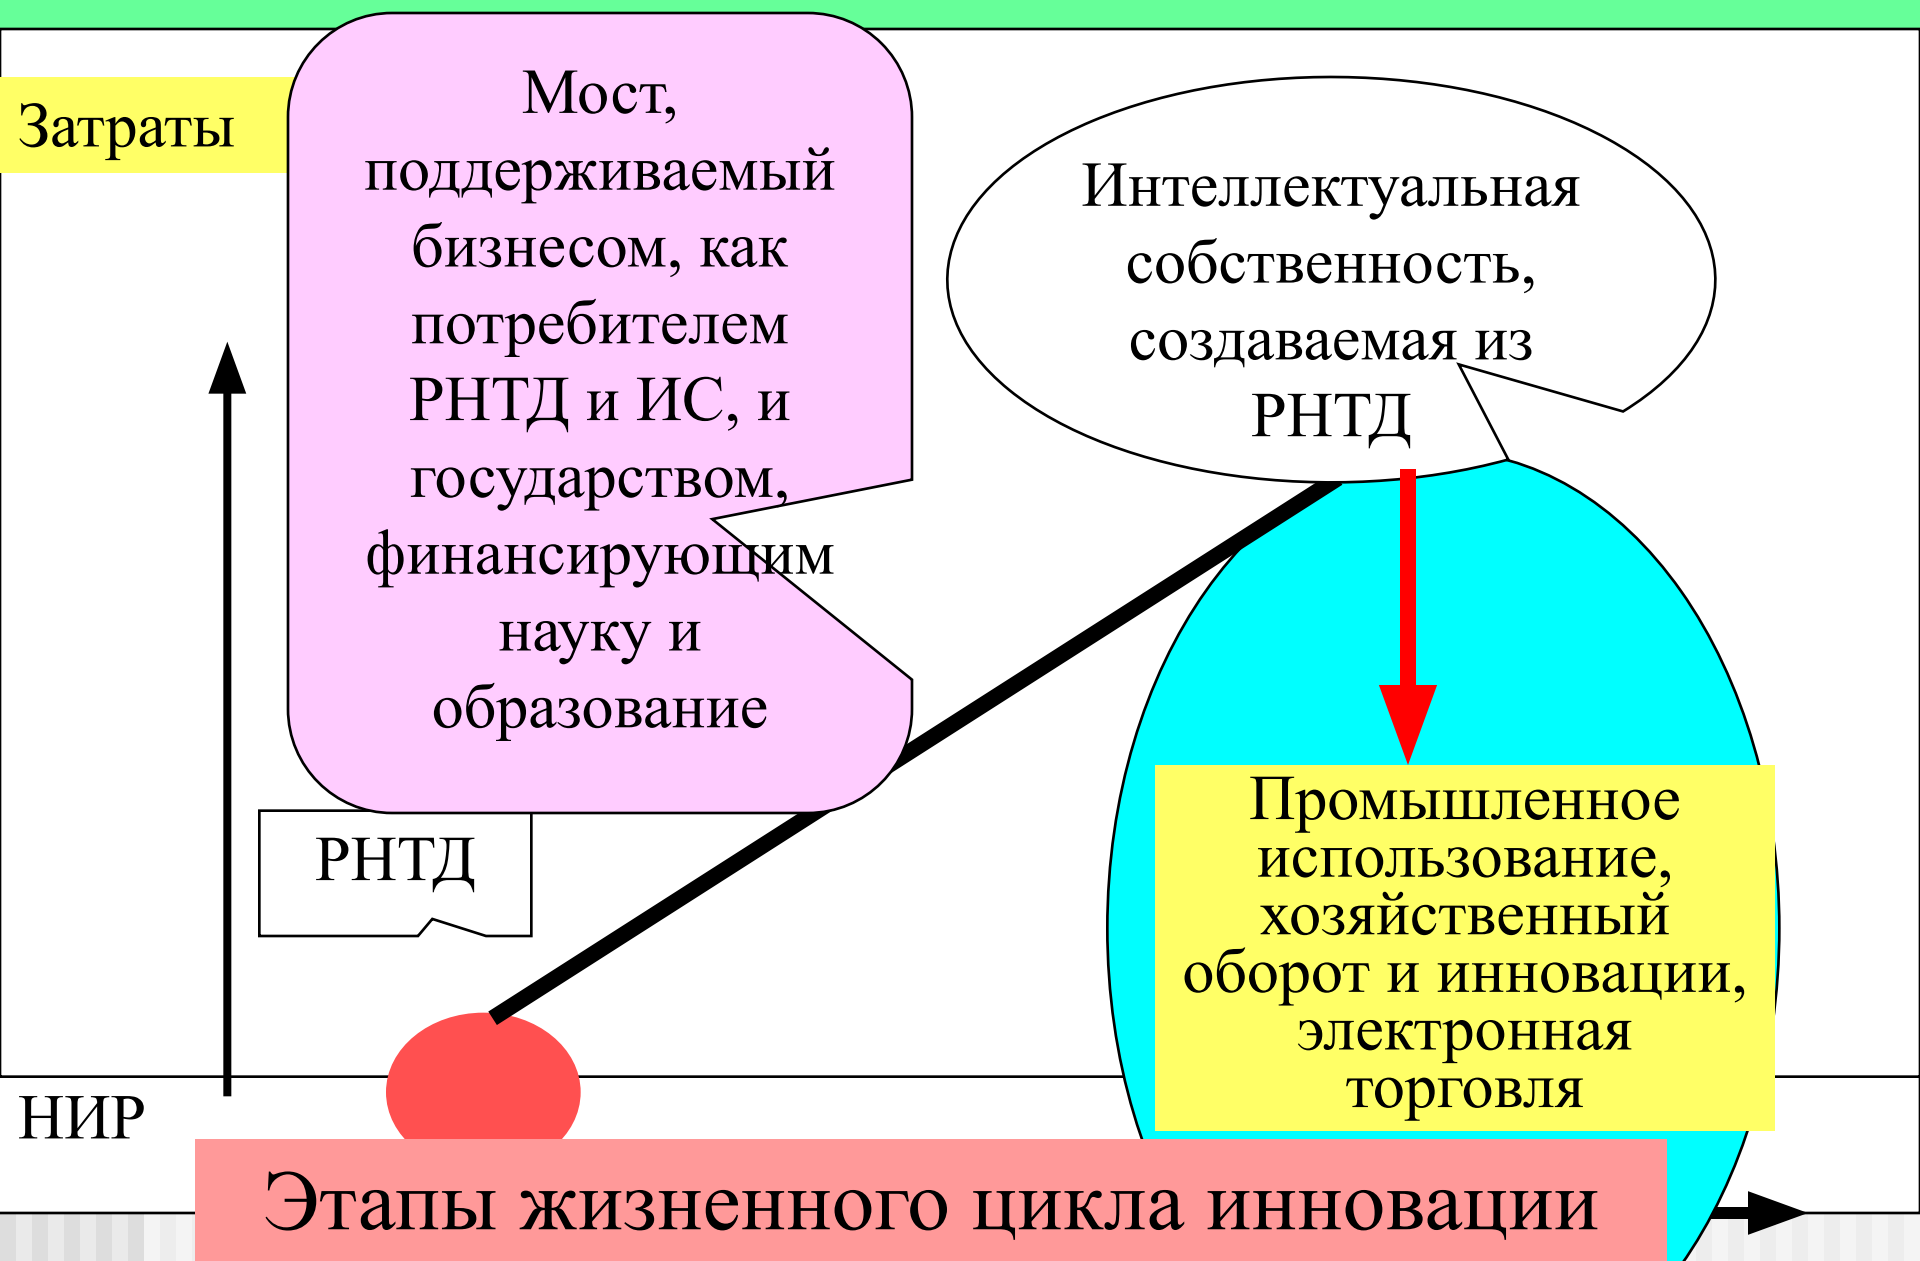 Затраты
Мост,
поддерживаемый
бизнесом, как
потребителем
РНТД и ИС, и
государством,
финансирующим
науку и
образование
Интеллектуальная
собственность,
создаваемая из
РНТД
РНТД
Промышленное
использование,
хозяйственный
оборот и инновации,
электронная
торговля
НИР
Этапы жизненного цикла инновации